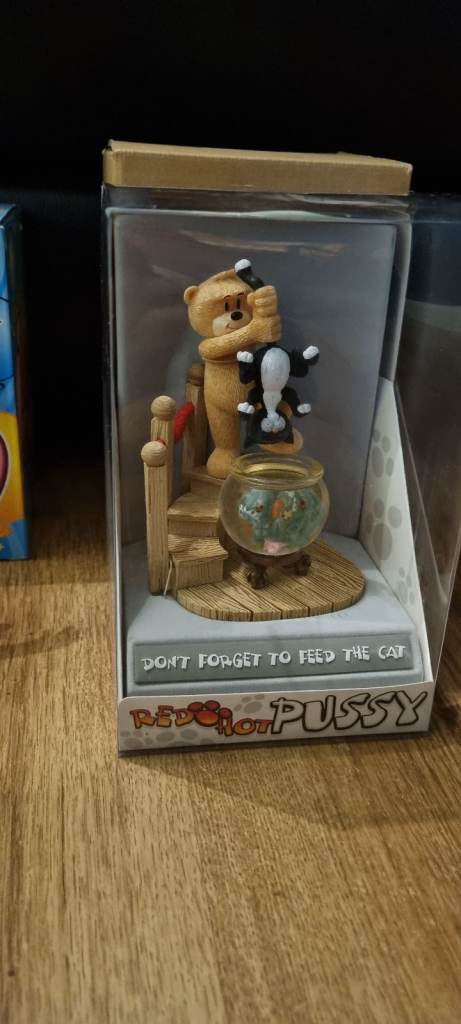 DON'T FORGET TO FEED THE CAT
RED HOT PUSSY